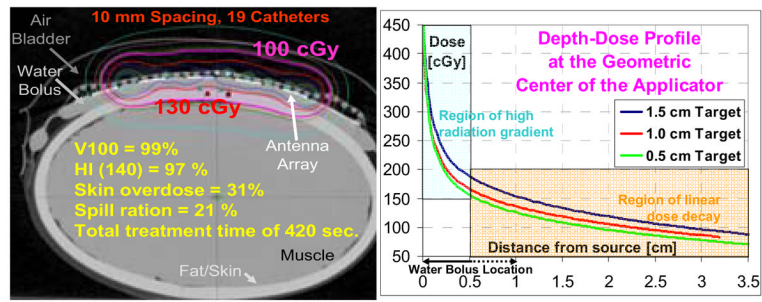 10 mm Spacing, 19 Catheters
Air
Bladder
100 cGy
Water
Bolus
130 cGy
Antenna
Array
V100 = 99%
HI (140) = 97 %
Skin overdose = 31%
Spill ration = 21 %
Total treatment time of 420 sec.
Muscle
Fat/Skin
450
400
350
300
250
200
150
100
50
Dose
[cGy]
Depth-Dose Profile
at the Geometric
Center of the Applicator
Region of high
radiation gradient
1.5 cm Target
1.0 cm Target
0.5 cm Target
Region of linear
dose decay
Distance from source [cm]
0 0.5 1 1.5 2 2.5 3 3.5
Water Bolus Location